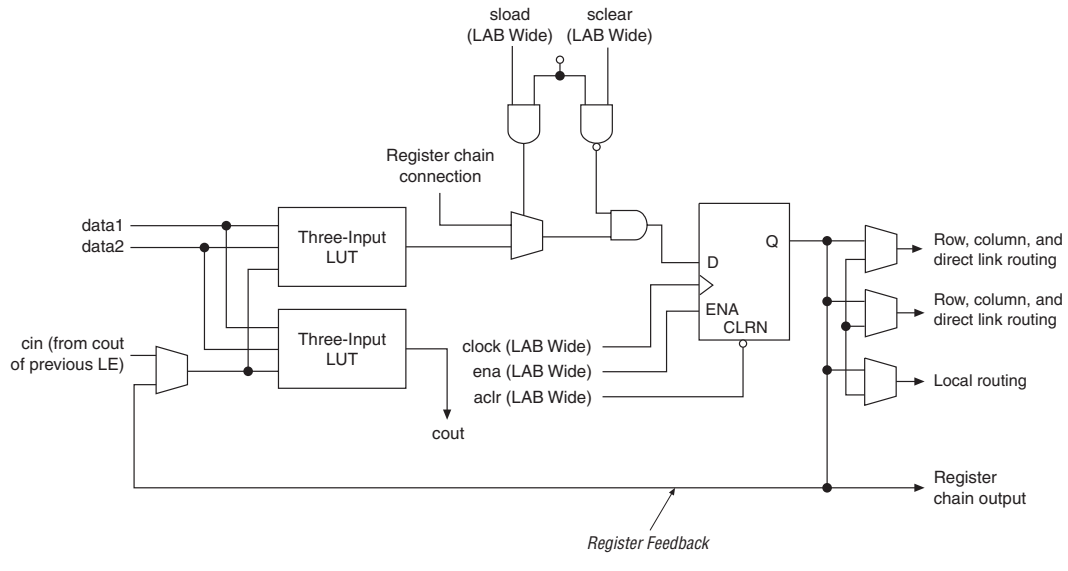 sload
(LAB Wide)
sclear
(LAB Wide)
Register chain
connection
data1
data2
Three-Input
LUT
Three-Input
LUT
cin (from cout
of previous LE)
cout
D
Q
ENA
CLRN
clock (LAB Wide)
ena (LAB Wide)
aclr (LAB Wide)
Row, column, and
direct link routing
Row, column, and
direct link routing
Local routing
Register
chain output
Register Feedback